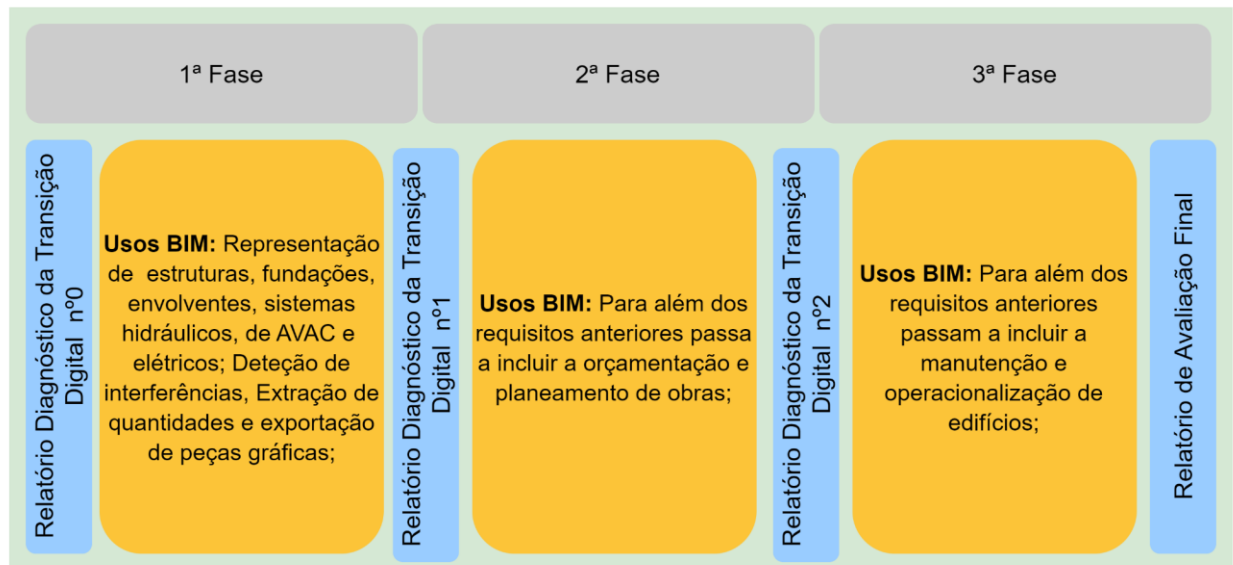 1ª Fase
2ª Fase
3ª Fase
Relatório Diagnóstico da Transição
Digital nº0
Usos BIM: Representação
de estruturas, fundações,
envolventes, sistemas
hidráulicos, de AVAC e
elétricos; Deteção de
interferências, Extração de
quantidades e exportação
de peças gráficas;
Relatório Diagnóstico da Transição
Digital nº1
Usos BIM: Para além dos
requisitos anteriores passa
a incluir a orçamentação e
planeamento de obras;
Relatório Diagnóstico da Transição
Digital nº2
Usos BIM: Para além dos
requisitos anteriores
passam a incluir a
manutenção e
operacionalização de
edifícios;
Relatório de Avaliação Final